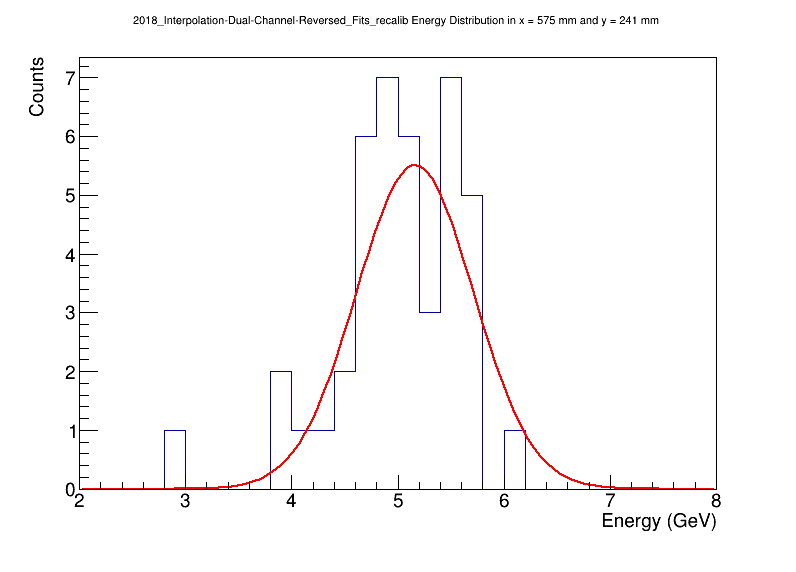 2018_Interpolation-Dual-Channel-Reversed_Fits_recalib Energy Distribution in x = 575 mm and y = 241 mm
Counts
7
6
5
4
3
2
1
0
2 3 4 5 6 7 8
Energy (GeV)